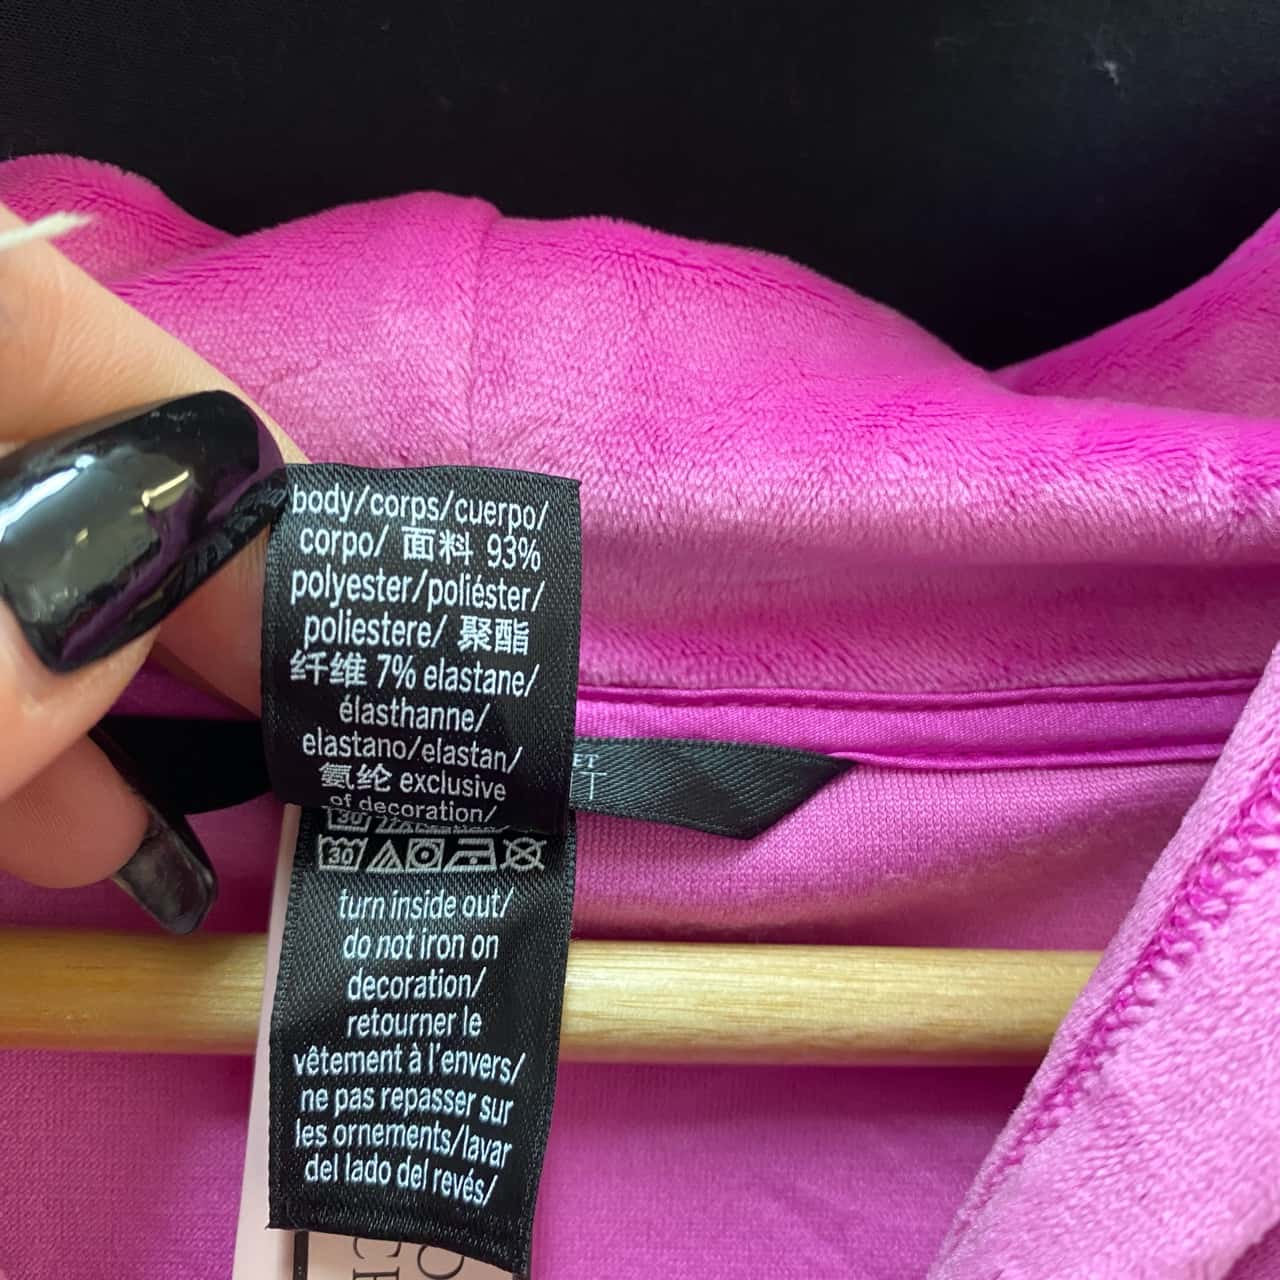 body/corps/cuerpo/
corpo/ 面料 93%
polyester/poliéster/
poliestere/ 聚酯
纤维 7% elastane/
élasthanne/
elastano/elastan/
氨纶 exclusive
of decoration/
30
turn inside out/
do not iron on
decoration/
retourner le
vêtement à l'envers/
ne pas repasser sur
les ornements/lavar
del lado del revés/
ET
T